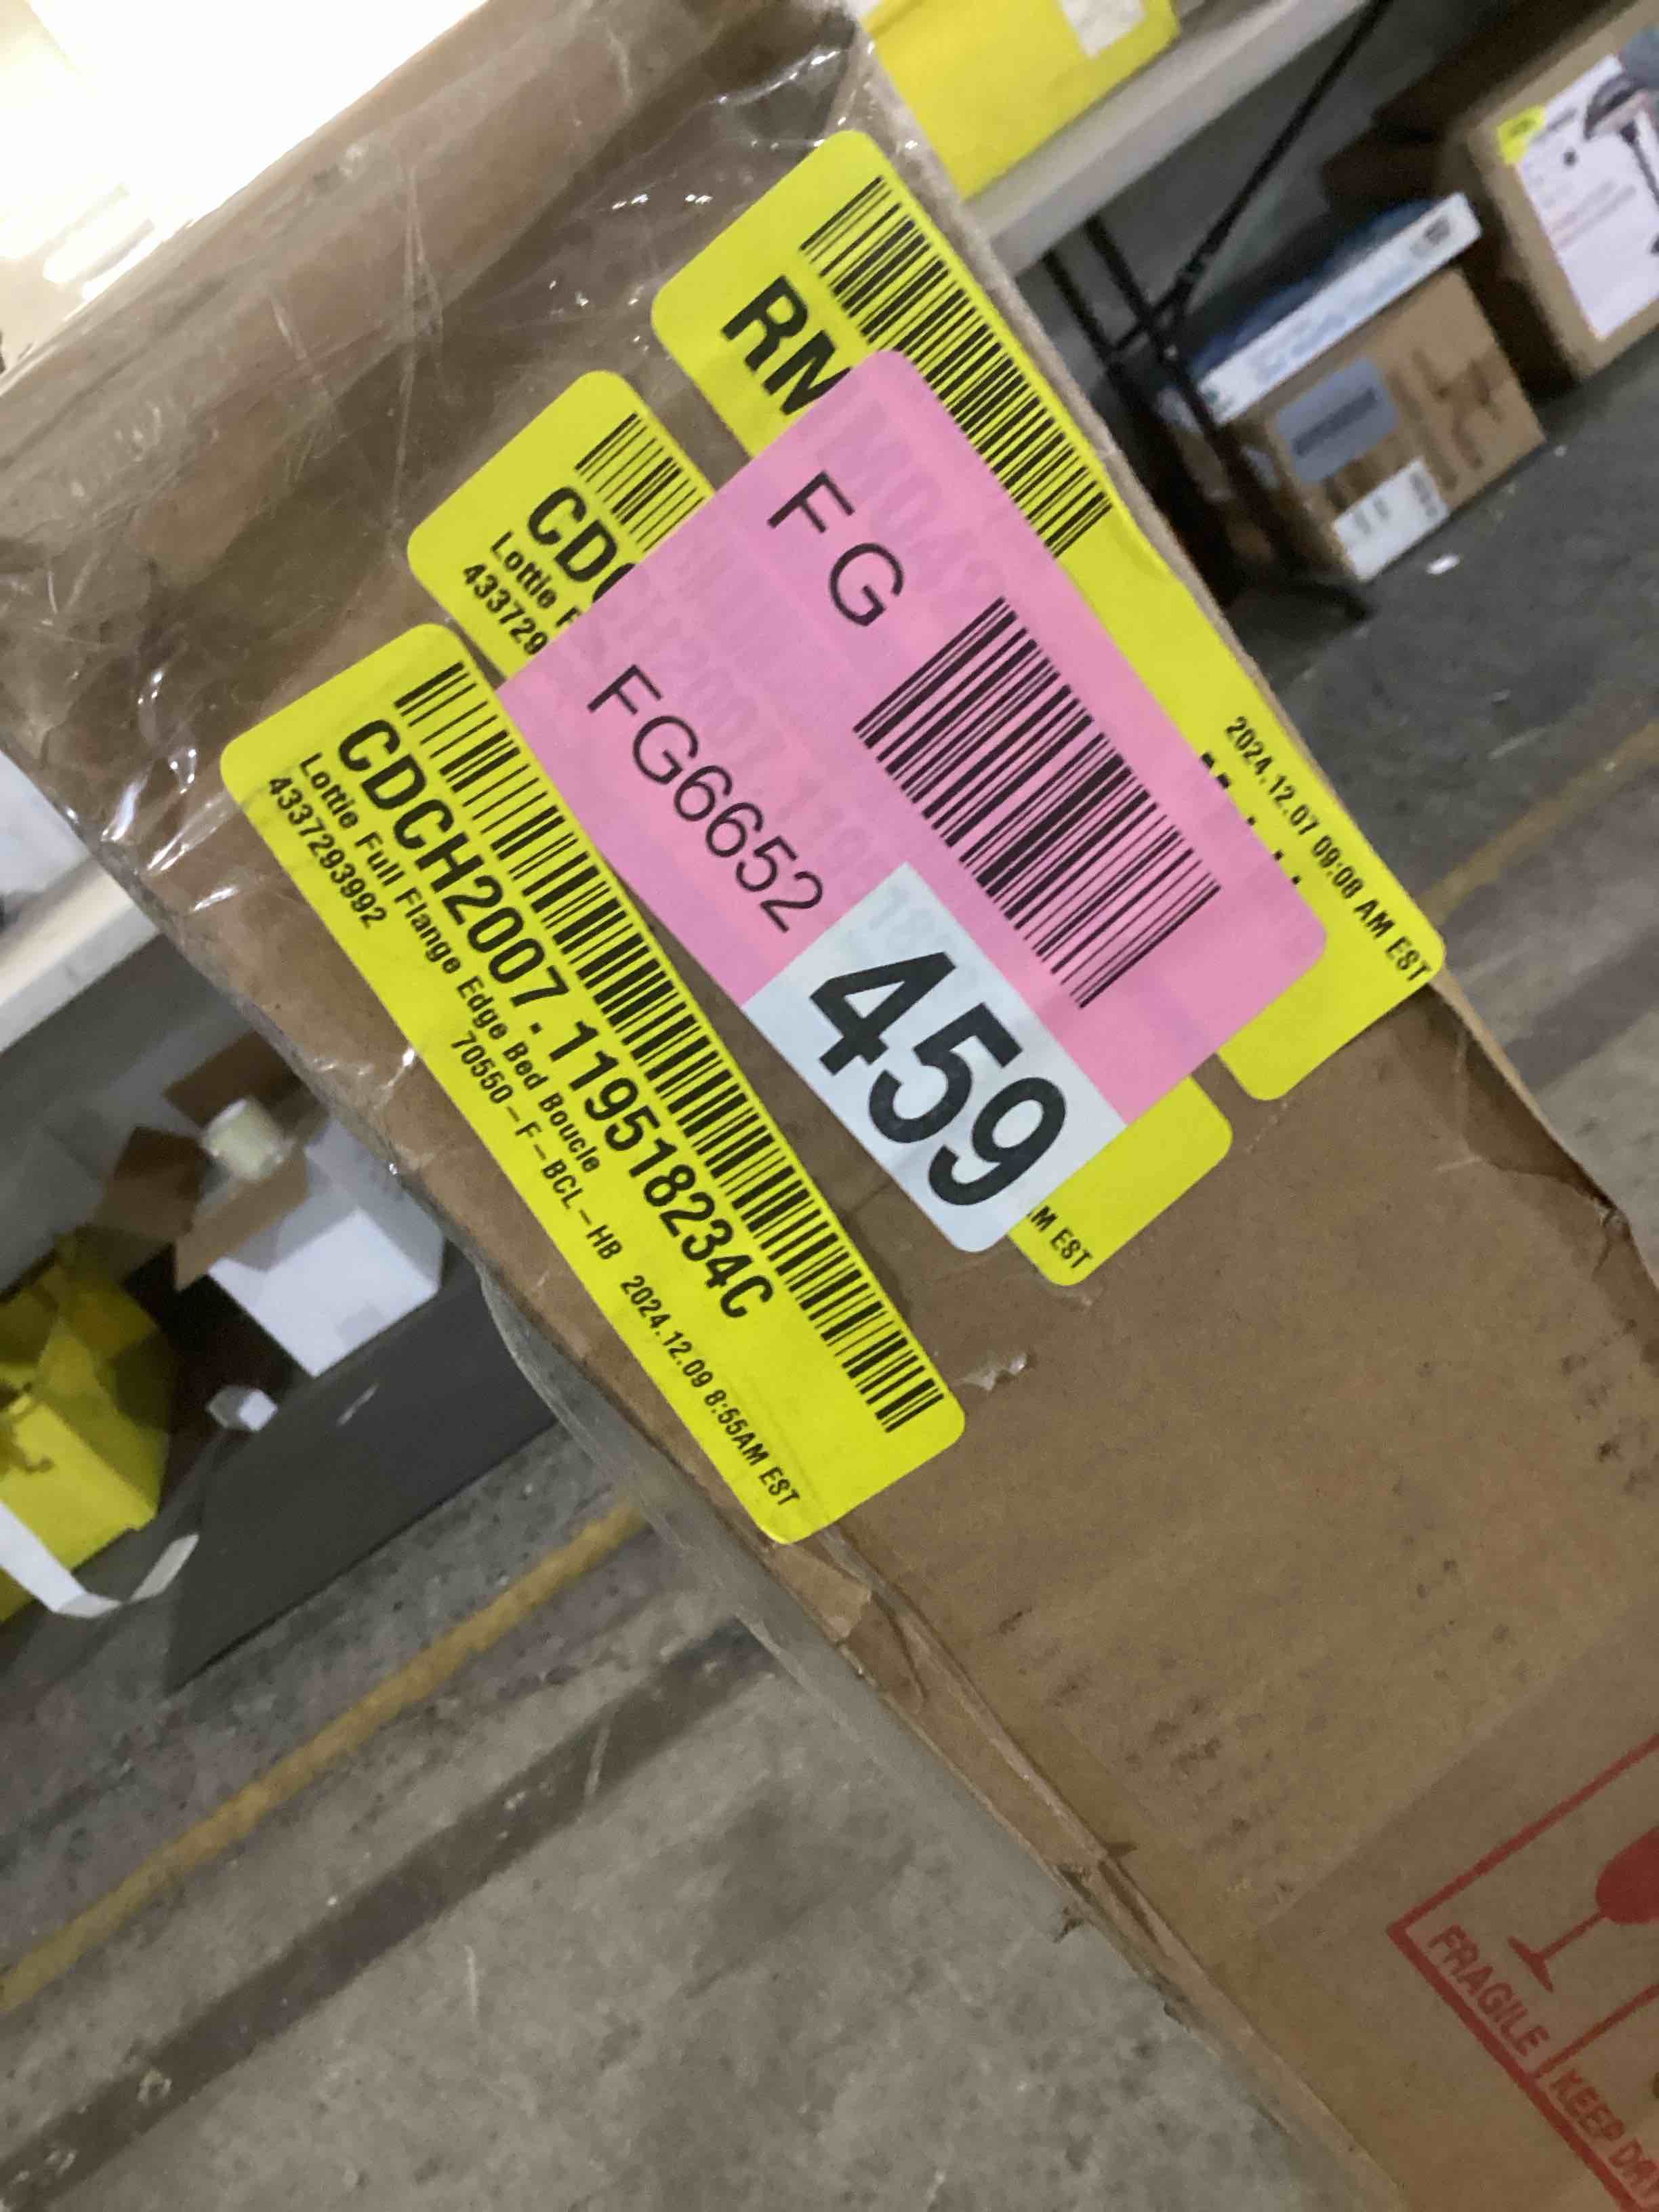 RM
2024.12.07 09:08 AM EST
CDC
Lottie F
433729
M EST
FG
FG6652
459
CDCH2007.119518234C
Lottie Full Flange Edge Bed Boucle
4337293992
70550-F-BCL-HB
2024.12.09 8:55AM EST
FRAGILE
KEEP